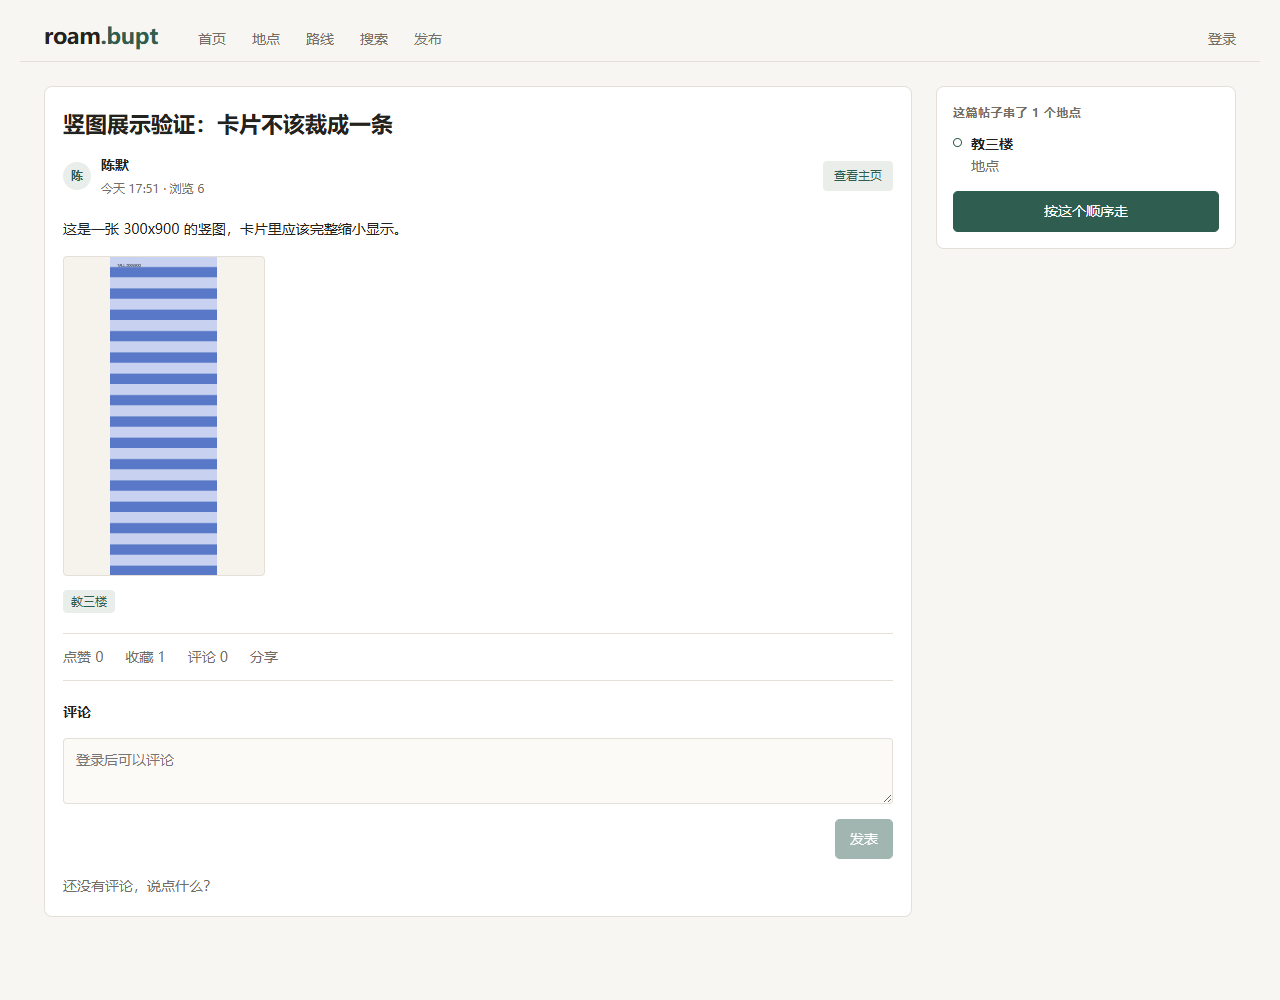 roam.bupt
首页 地点 路线 搜索 发布 登录
竖图展示验证：卡片不该裁成一条
陈
陈默
今天 17:51 · 浏览 6
查看主页
这是一张 300x900 的竖图，卡片里应该完整缩小显示。
教三楼
点赞 0 收藏 1 评论 0 分享
评论
登录后可以评论
发表
还没有评论，说点什么？
这篇帖子串了 1 个地点
教三楼
地点
按这个顺序走